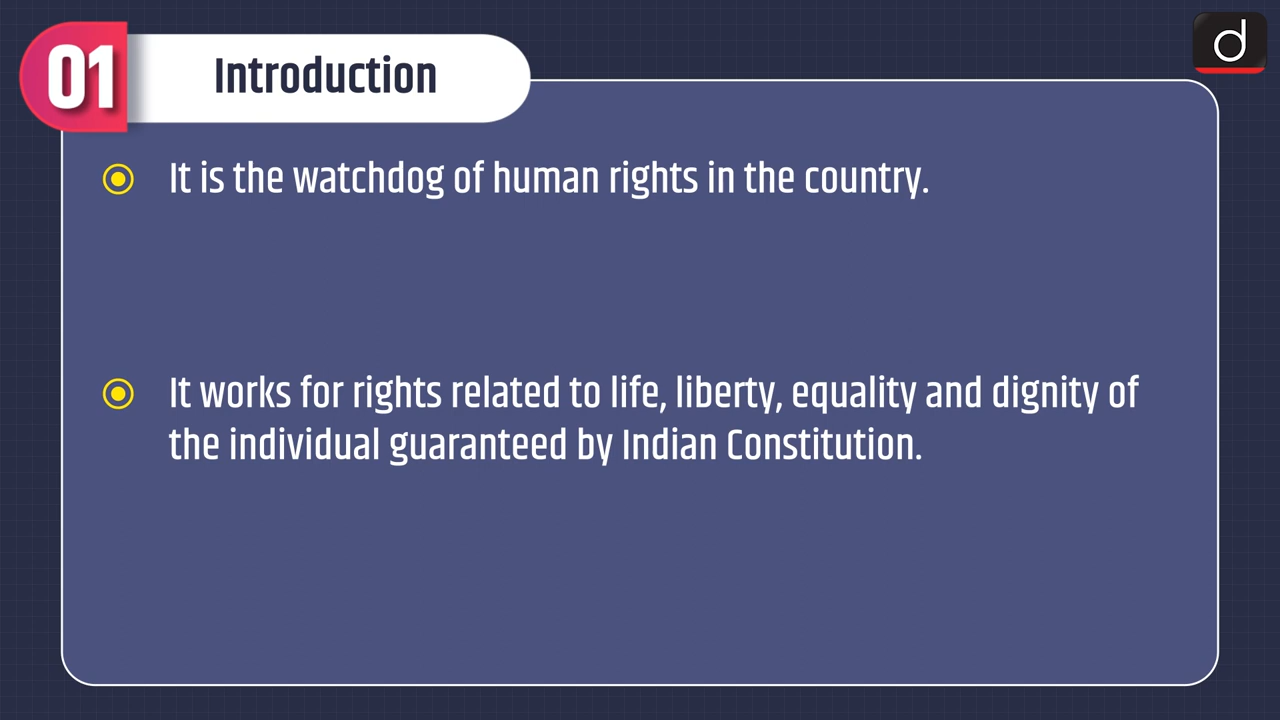 01
Introduction
d
It is the watchdog of human rights in the country.
It works for rights related to life, liberty, equality and dignity of
the individual guaranteed by Indian Constitution.